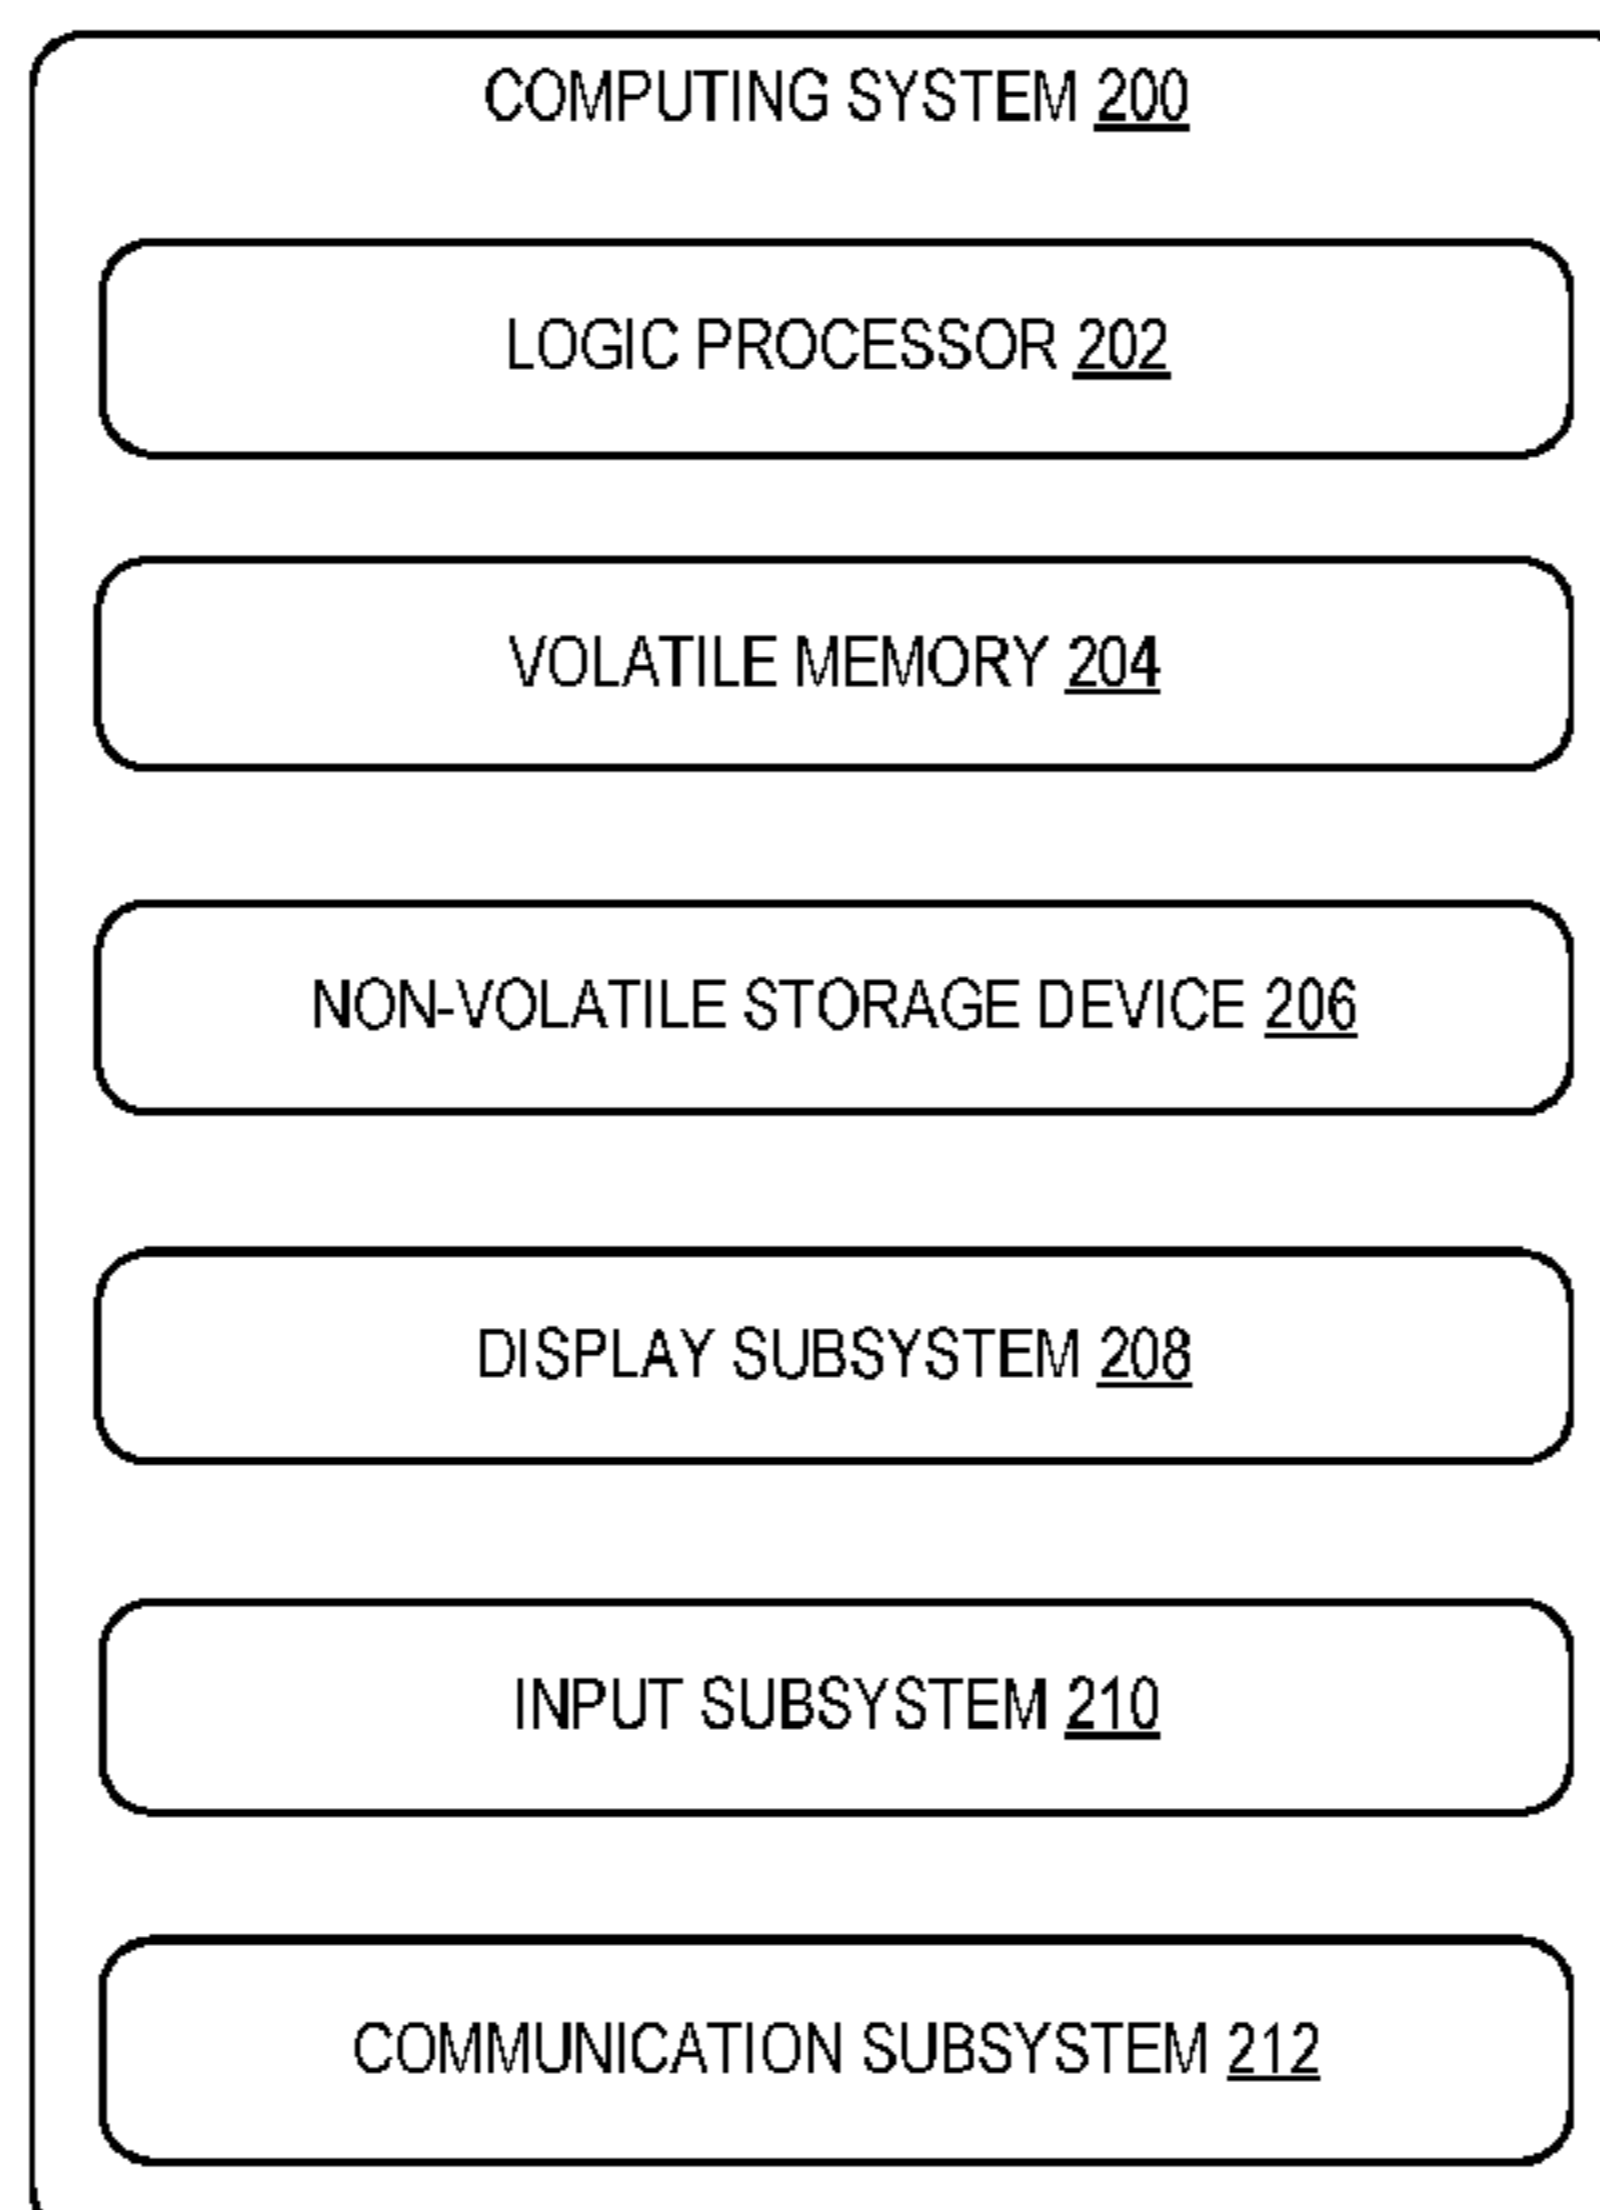 COMPUTING SYSTEM 200
LOGIC PROCESSOR 202
VOLATILE MEMORY 204
NON-VOLATILE STORAGE DEVICE 206
DISPLAY SUBSYSTEM 208
INPUT SUBSYSTEM 210
COMMUNICATION SUBSYSTEM 212